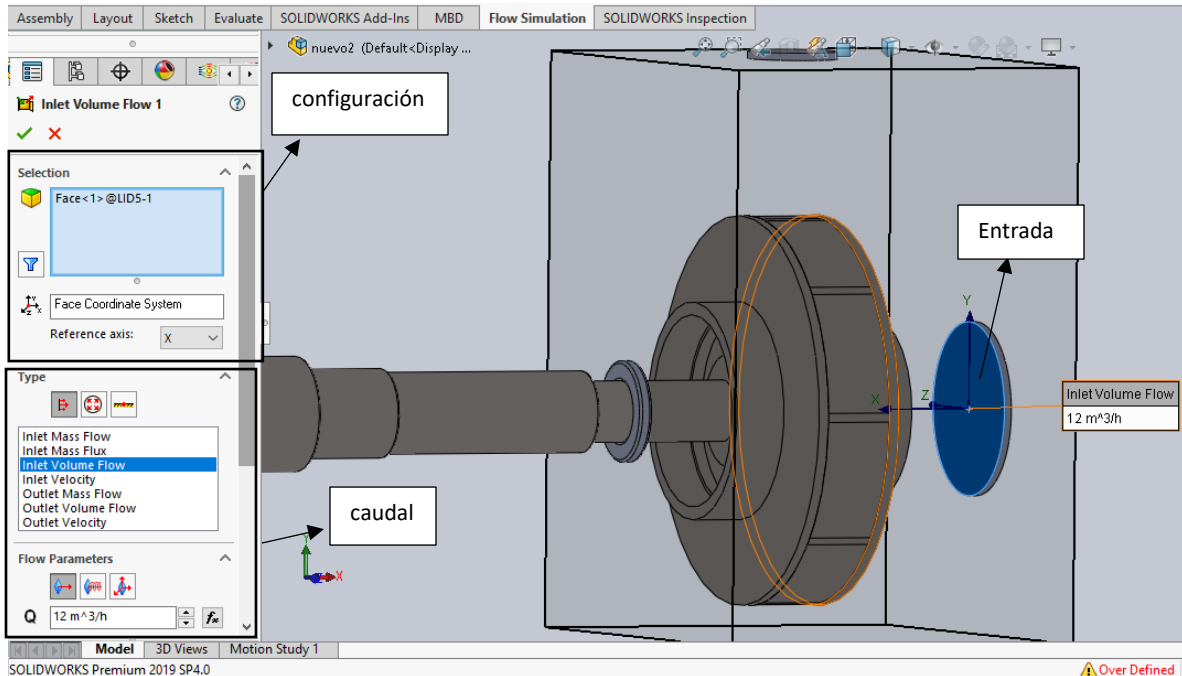 Assembly Layout Sketch Evaluate SOLIDWORKS Add-Ins MBD Flow Simulation SOLIDWORKS Inspection
nuevo2 (Default<Display ...
Inlet Volume Flow 1
Selection
Face<1>@LID5-1
Face Coordinate System
Reference axis: X
Type
Inlet Mass Flow
Inlet Mass Flux
Inlet Volume Flow
Inlet Velocity
Outlet Mass Flow
Outlet Volume Flow
Outlet Velocity
Flow Parameters
Q 12 m^3/h
configuración
caudal
Entrada
Y
X
Z
Inlet Volume Flow
12 m^3/h
Y
Z
X
Model 3D Views Motion Study 1
SOLIDWORKS Premium 2019 SP4.0
Over Defined